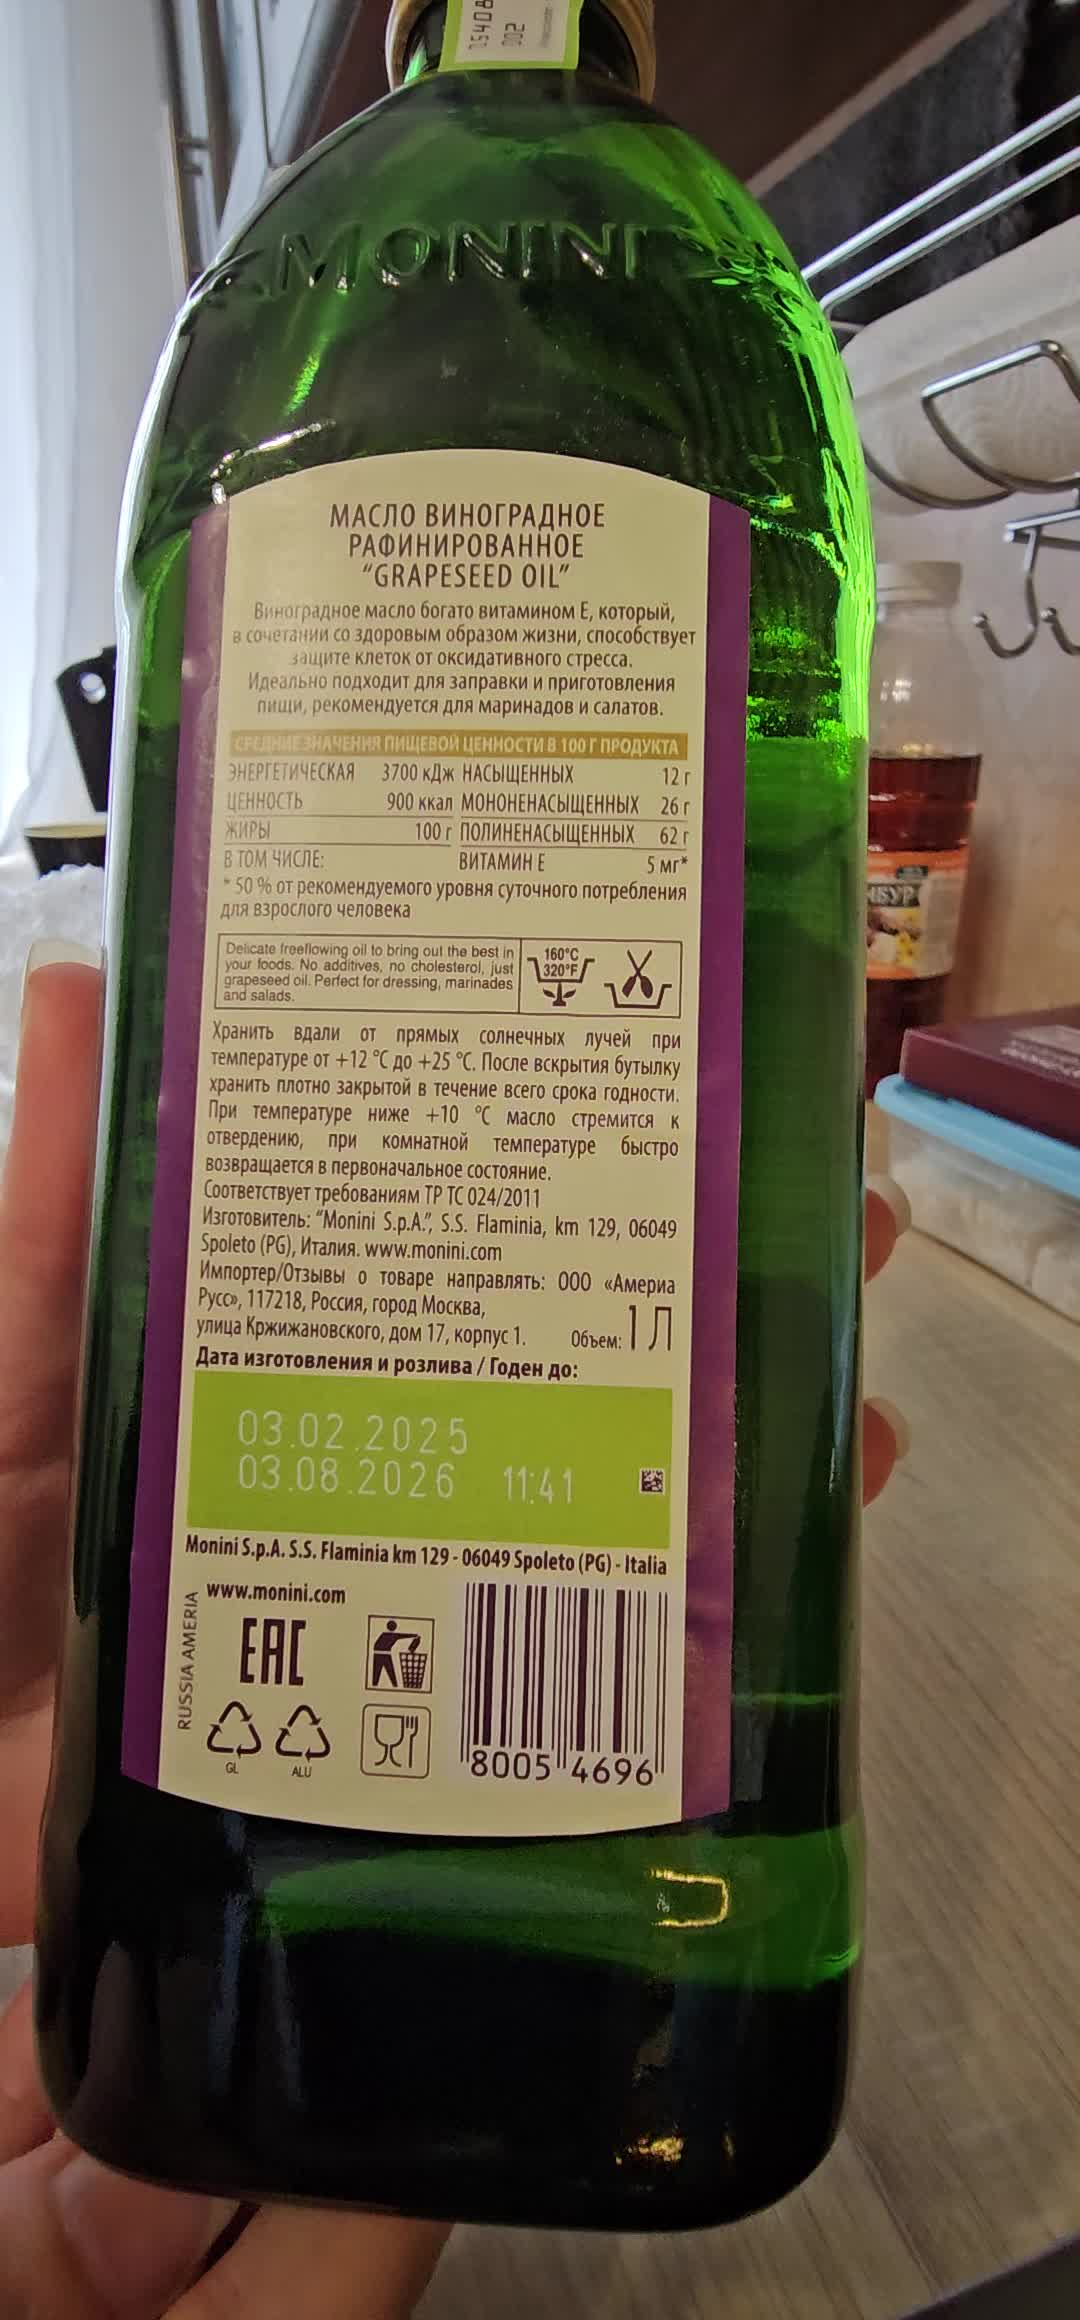 25408
002
MONINI
МАСЛО ВИНОГРАДНОЕ
РАФИНИРОВАННОЕ
“GRAPESEED OIL”
Виноградное масло богато витамином Е, который,
в сочетании со здоровым образом жизни, способствует
защите клеток от оксидативного стресса.
Идеально подходит для заправки и приготовления
пищи, рекомендуется для маринадов и салатов.
СРЕДНИЕ ЗНАЧЕНИЯ ПИЩЕВОЙ ЦЕННОСТИ В 100 Г ПРОДУКТА
ЭНЕРГЕТИЧЕСКАЯ 3700 кДж НАСЫЩЕННЫХ 12 г
ЦЕННОСТЬ 900 ккал МОНОНЕНАСЫЩЕННЫХ 26 г
ЖИРЫ 100 г ПОЛИНЕНАСЫЩЕННЫХ 62 г
В ТОМ ЧИСЛЕ: ВИТАМИН Е 5 мг*
* 50 % от рекомендуемого уровня суточного потребления
для взрослого человека
Delicate freeflowing oil to bring out the best in
your foods. No additives, no cholesterol, just
grapeseed oil. Perfect for dressing, marinades
and salads.
160°C
320°F
Хранить вдали от прямых солнечных лучей при
температуре от +12 °С до +25 °С. После вскрытия бутылку
хранить плотно закрытой в течение всего срока годности.
При температуре ниже +10 °С масло стремится к
отвердению, при комнатной температуре быстро
возвращается в первоначальное состояние.
Соответствует требованиям ТР ТС 024/2011
Изготовитель: “Monini S.p.A.”, S.S. Flaminia, km 129, 06049
Spoleto (PG), Италия. www.monini.com
Импортер/Отзывы о товаре направлять: ООО «Америа
Русс», 117218, Россия, город Москва,
улица Кржижановского, дом 17, корпус 1. Объем: 1 Л
Дата изготовления и розлива / Годен до:
03.02.2025
03.08.2026 11:41
Monini S.p.A. S.S. Flaminia km 129 - 06049 Spoleto (PG) - Italia
www.monini.com
RUSSIA AMERIA
EAC
GL
ALU
8005 4696